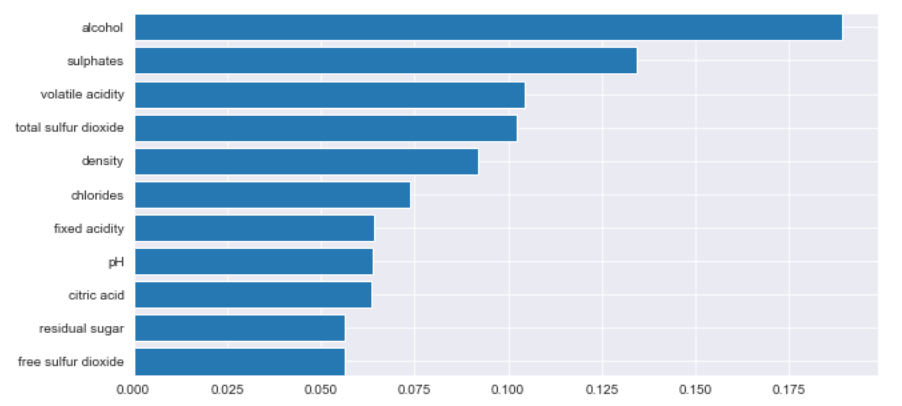 alcohol
sulphates
volatile acidity
total sulfur dioxide
density
chlorides
fixed acidity
pH
citric acid
residual sugar
free sulfur dioxide
0.000 0.025 0.050 0.075 0.100 0.125 0.150 0.175